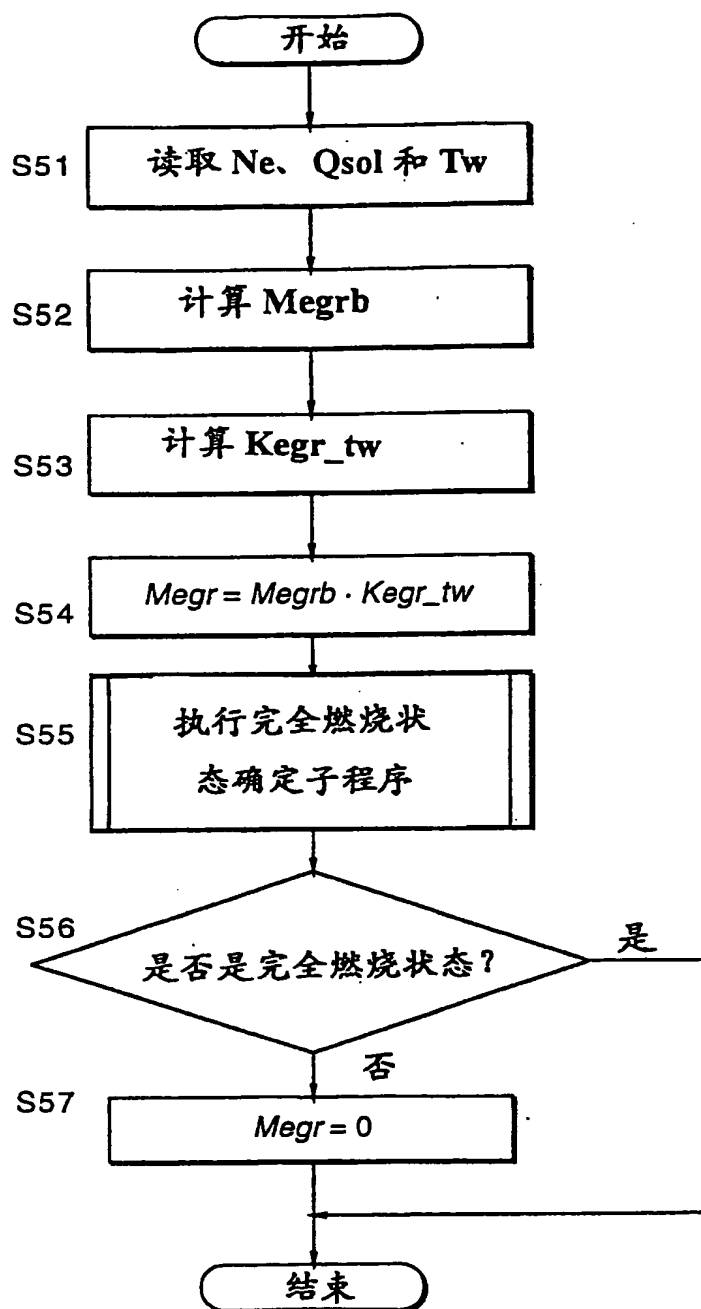 开始
S51
读取 Ne、Qsol 和 Tw
S52
计算 Megrb
S53
计算 Kegr_tw
S54
Megr = Megrb · Kegr_tw
S55
执行完全燃烧状
态确定子程序
S56
是否是完全燃烧状态?
是
否
S57
Megr = 0
结束